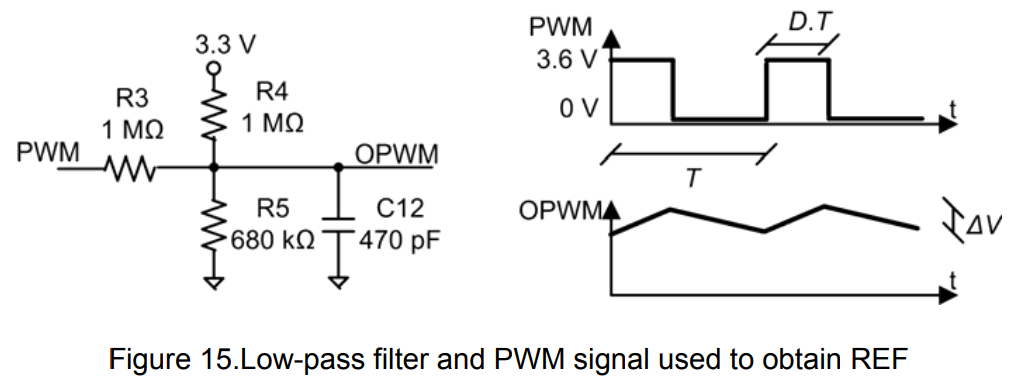 3.3 V
R3
1 MΩ
R4
1 MΩ
PWM
OPWM
R5
680 kΩ
C12
470 pF
PWM
3.6 V
0 V
D.T
t
T
OPWM
ΔV
t
Figure 15.Low-pass filter and PWM signal used to obtain REF